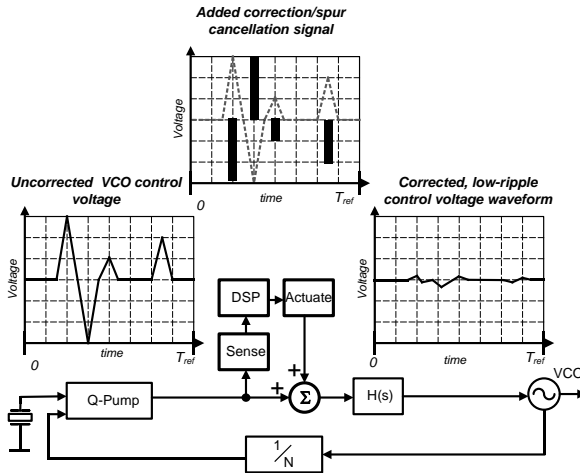 Added correction/spur
cancellation signal
Voltage
0
time
Tref
Uncorrected VCO control
voltage
Voltage
0
time
Tref
Corrected, low-ripple
control voltage waveform
Voltage
0
time
Tref
DSP
Actuate
Sense
+
+
Σ
Q-Pump
H(s)
VCO
1/N